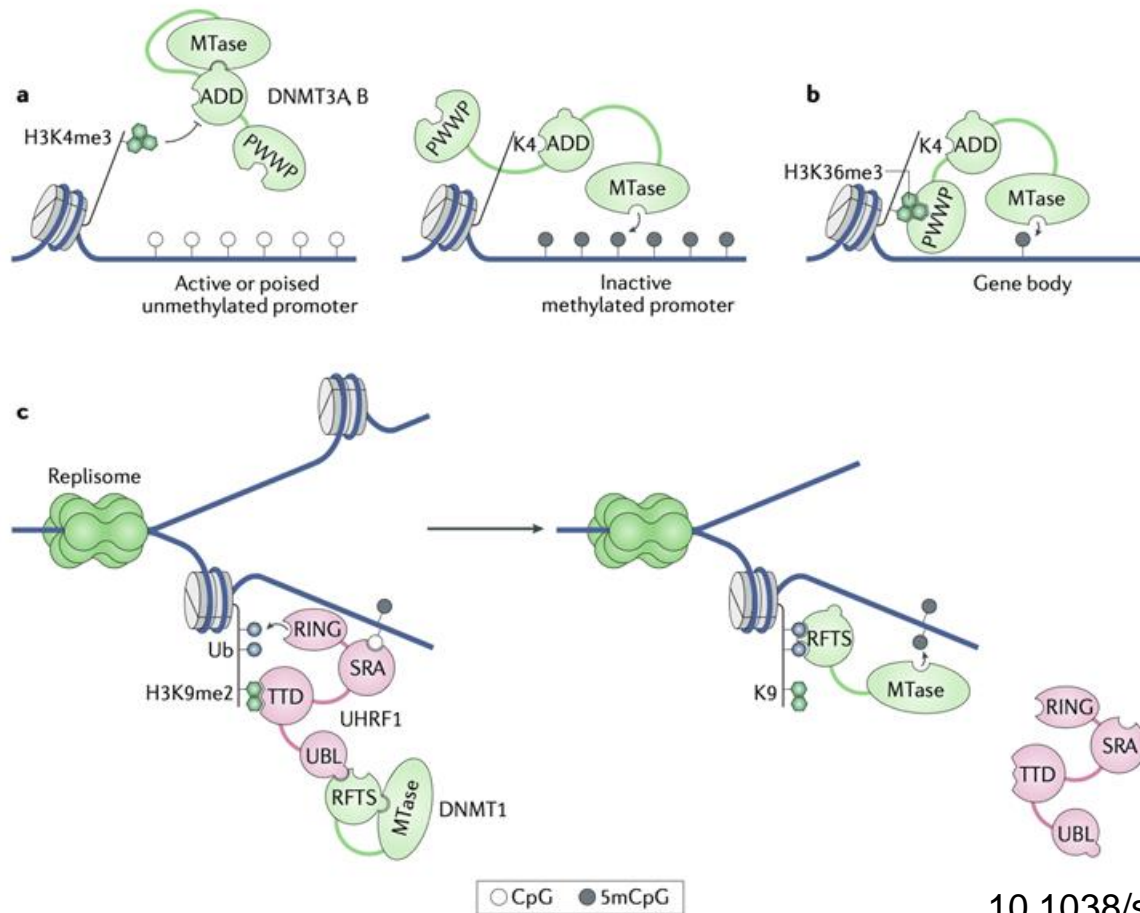 a
MTase
ADD
DNMT3A, B
H3K4me3
PWWP
Active or poised
unmethylated promoter
PWWP
K4
ADD
MTase
Inactive
methylated promoter
b
K4
ADD
H3K36me3
PWWP
MTase
Gene body
c
Replisome
RING
Ub
SRA
H3K9me2
TTD
UHRF1
UBL
RFTS
MTase
DNMT1
RFTS
K9
MTase
RING
SRA
TTD
UBL
CpG 5mCpG
10.1038/s